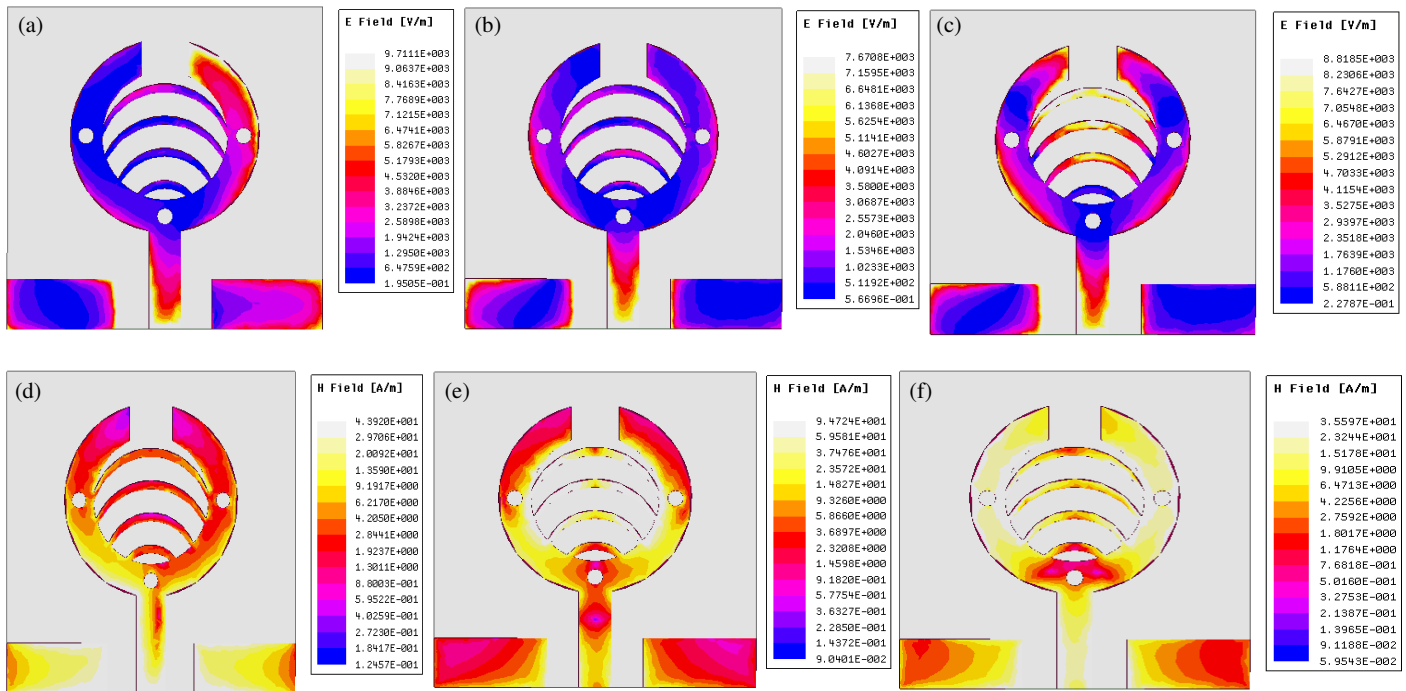 (a)
E Field [V/m]
9.7111E+003
9.0637E+003
8.4163E+003
7.7689E+003
7.1215E+003
6.4741E+003
5.8267E+003
5.1793E+003
4.5320E+003
3.8846E+003
3.2372E+003
2.5898E+003
1.9424E+003
1.2950E+003
6.4759E+002
1.9505E-001
(b)
E Field [V/m]
7.6708E+003
7.1595E+003
6.6481E+003
6.1368E+003
5.6254E+003
5.1141E+003
4.6027E+003
4.0914E+003
3.5800E+003
3.0687E+003
2.5573E+003
2.0460E+003
1.5346E+003
1.0233E+003
5.1192E+002
5.6696E-001
(c)
E Field [V/m]
8.8185E+003
8.2306E+003
7.6427E+003
7.0548E+003
6.4670E+003
5.8791E+003
5.2912E+003
4.7033E+003
4.1154E+003
3.5275E+003
2.9397E+003
2.3518E+003
1.7639E+003
1.1760E+003
5.8811E+002
2.2787E-001
(d)
H Field [A/m]
4.3920E+001
2.9706E+001
2.0092E+001
1.3590E+001
9.1917E+000
6.2170E+000
4.2050E+000
2.8441E+000
1.9237E+000
1.3011E+000
8.8003E-001
5.9522E-001
4.0259E-001
2.7230E-001
1.8417E-001
1.2457E-001
(e)
H Field [A/m]
9.4724E+001
5.9581E+001
3.7476E+001
2.3572E+001
1.4827E+001
9.3260E+000
5.8660E+000
3.6897E+000
2.3208E+000
1.4598E+000
9.1820E-001
5.7754E-001
3.6327E-001
2.2850E-001
1.4372E-001
9.0401E-002
(f)
H Field [A/m]
3.5597E+001
2.3244E+001
1.5178E+001
9.9105E+000
6.4713E+000
4.2256E+000
2.7592E+000
1.8017E+000
1.1764E+000
7.6818E-001
5.0160E-001
3.2753E-001
2.1387E-001
1.3965E-001
9.1188E-002
5.9543E-002